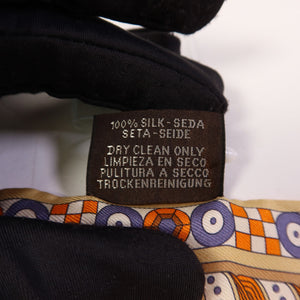 100% SILK - SEDA
SETA - SEIDE
DRY CLEAN ONLY
LIMPIEZA EN SECO
PULITURA A SECCO
TROCKENREINIGUNG